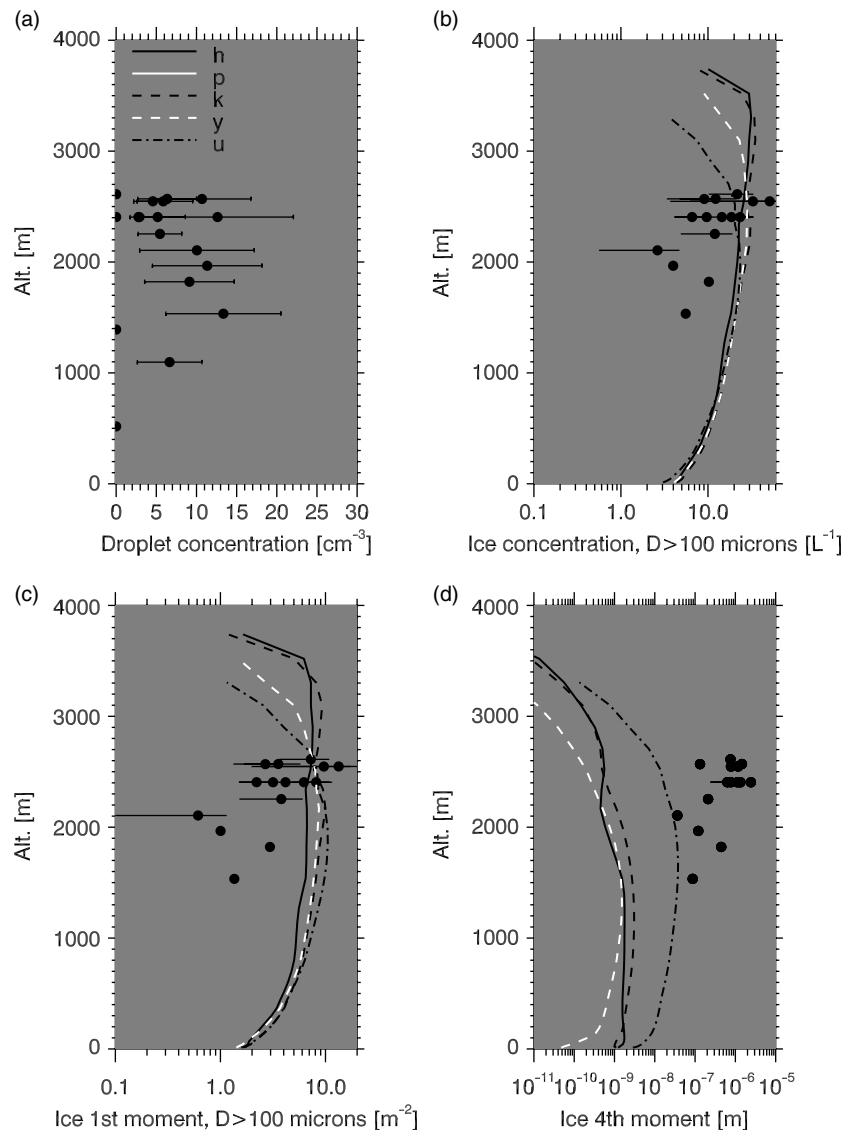 (a)
4000
3000
2000
1000
0
Alt. [m]
h
p
k
y
u
0 5 10 15 20 25 30
Droplet concentration [cm⁻³]
(b)
4000
3000
2000
1000
0
Alt. [m]
0.1 1.0 10.0
Ice concentration, D>100 microns [L⁻¹]
(c)
4000
3000
2000
1000
0
Alt. [m]
0.1 1.0 10.0
Ice 1st moment, D>100 microns [m⁻²]
(d)
4000
3000
2000
1000
0
Alt. [m]
10⁻¹¹ 10⁻¹⁰ 10⁻⁹ 10⁻⁸ 10⁻⁷ 10⁻⁶ 10⁻⁵
Ice 4th moment [m]